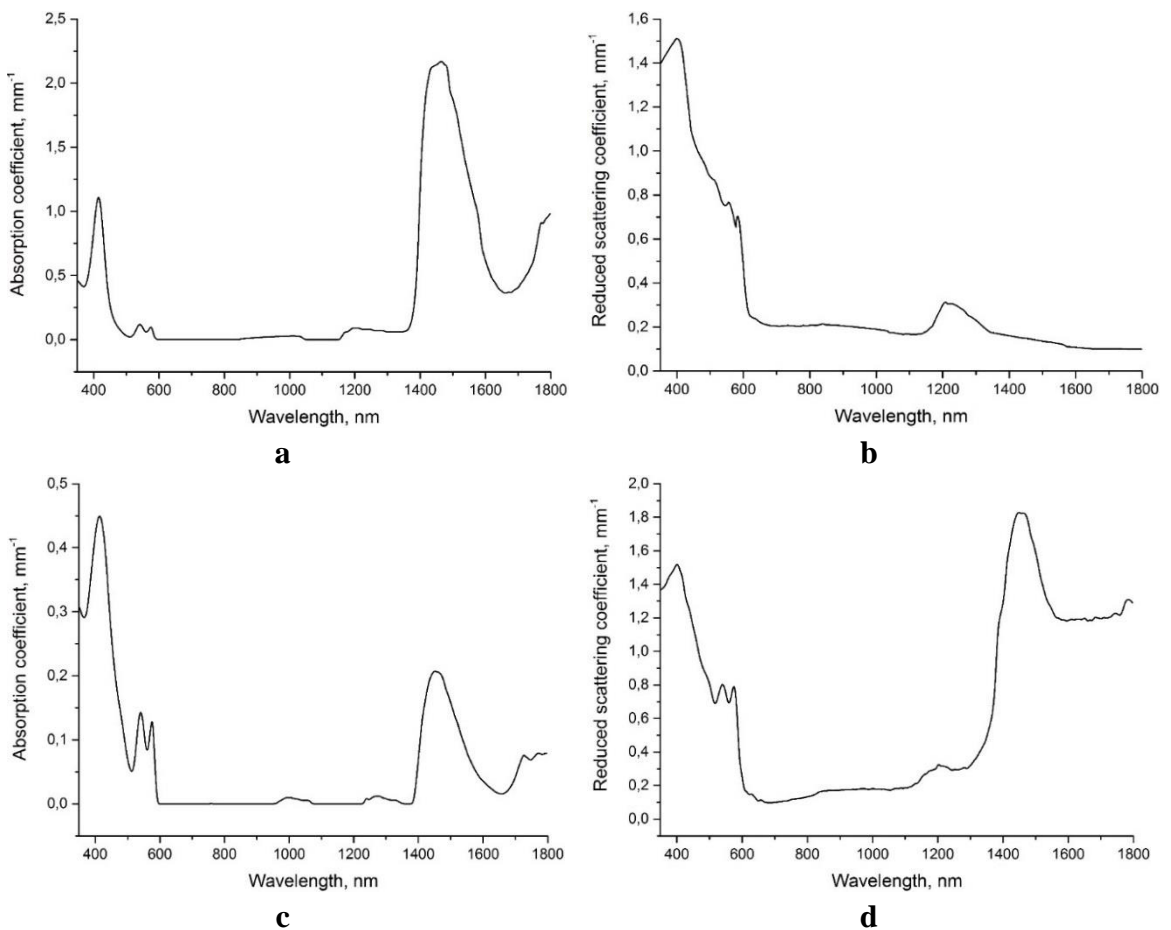 2,5
2,0
1,5
1,0
0,5
0,0
Absorption coefficient, mm-1
400 600 800 1000 1200 1400 1600 1800
Wavelength, nm
a
1,6
1,4
1,2
1,0
0,8
0,6
0,4
0,2
0,0
Reduced scattering coefficient, mm-1
400 600 800 1000 1200 1400 1600 1800
Wavelength, nm
b
0,5
0,4
0,3
0,2
0,1
0,0
Absorption coefficient, mm-1
400 600 800 1000 1200 1400 1600 1800
Wavelength, nm
c
2,0
1,8
1,6
1,4
1,2
1,0
0,8
0,6
0,4
0,2
0,0
Reduced scattering coefficient, mm-1
400 600 800 1000 1200 1400 1600 1800
Wavelength, nm
d